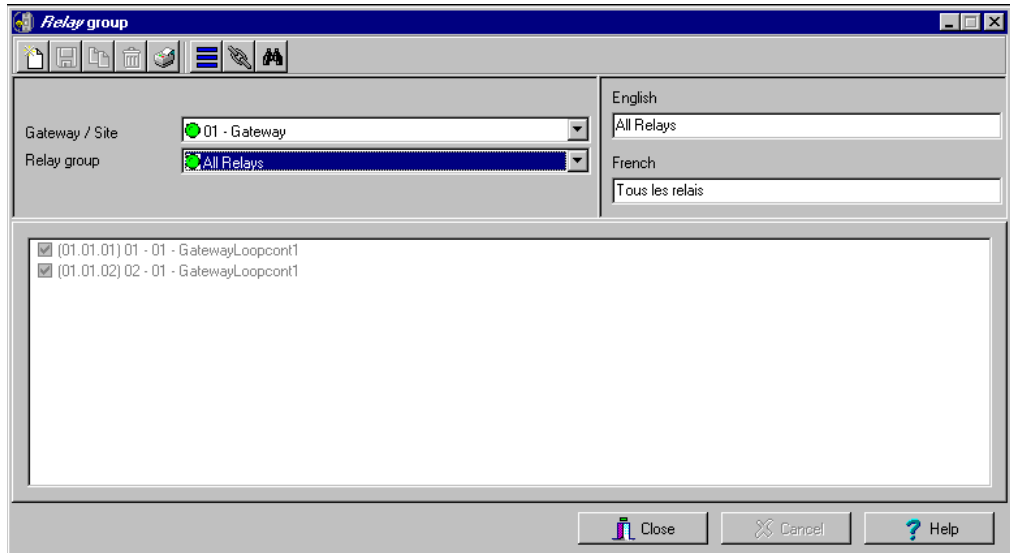 Relay group
English
Gateway / Site
01 - Gateway
All Relays
Relay group
All Relays
French
Tous les relais
(01.01.01) 01 - 01 - GatewayLoopcont1
(01.01.02) 02 - 01 - GatewayLoopcont1
Close
Cancel
Help